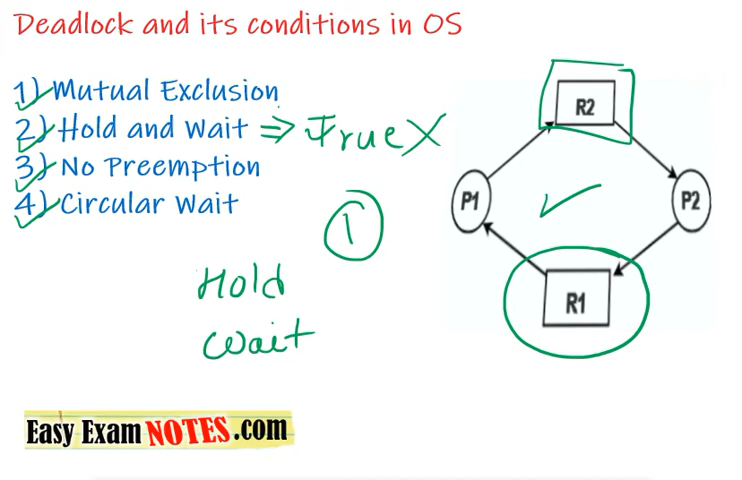 Deadlock and its conditions in OS
1) Mutual Exclusion
2) Hold and Wait ⇒ True X
3) No Preemption
4) Circular Wait
1
Hold
Wait
R2
P1
P2
R1
Easy Exam NOTES.com